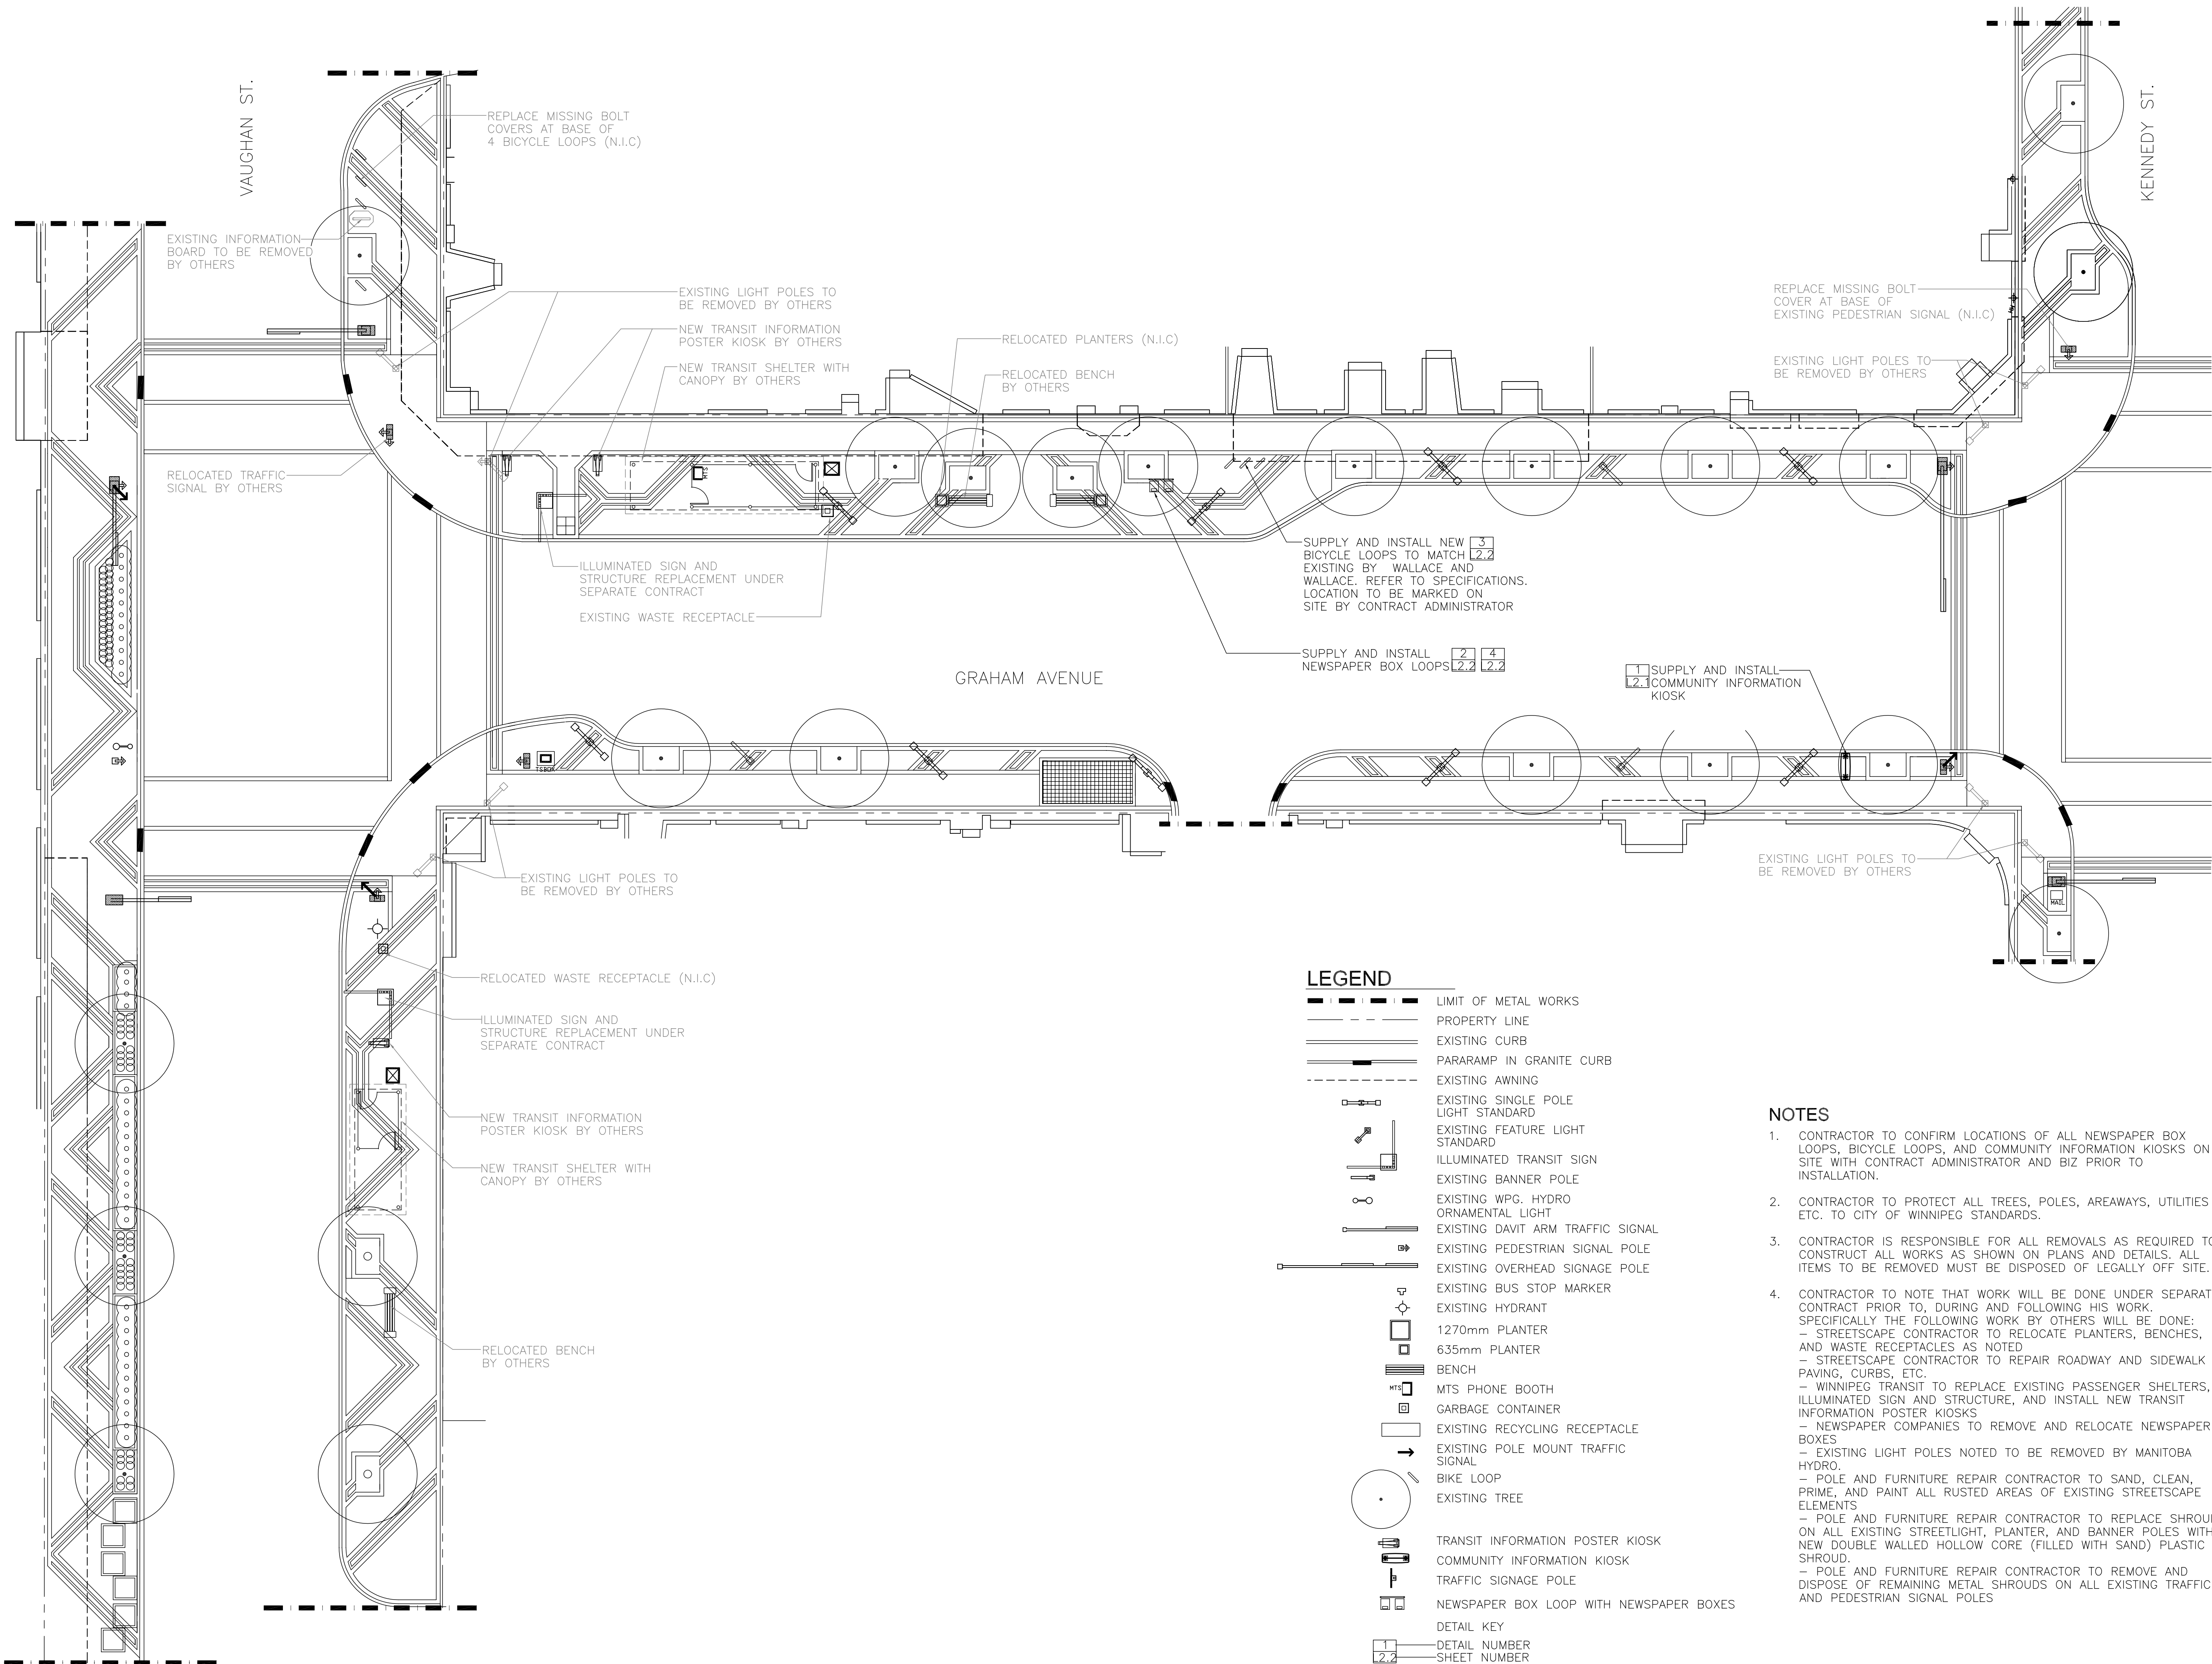 VAUGHAN ST.
KENNEDY ST.
REPLACE MISSING BOLT
COVERS AT BASE OF
4 BICYCLE LOOPS (N.I.C)
EXISTING INFORMATION
BOARD TO BE REMOVED
BY OTHERS
EXISTING LIGHT POLES TO
BE REMOVED BY OTHERS
NEW TRANSIT INFORMATION
POSTER KIOSK BY OTHERS
NEW TRANSIT SHELTER WITH
CANOPY BY OTHERS
RELOCATED PLANTERS (N.I.C)
RELOCATED BENCH
BY OTHERS
REPLACE MISSING BOLT
COVER AT BASE OF
EXISTING PEDESTRIAN SIGNAL (N.I.C)
EXISTING LIGHT POLES TO
BE REMOVED BY OTHERS
RELOCATED TRAFFIC
SIGNAL BY OTHERS
MTS
ILLUMINATED SIGN AND
STRUCTURE REPLACEMENT UNDER
SEPARATE CONTRACT
EXISTING WASTE RECEPTACLE
SUPPLY AND INSTALL NEW 3
BICYCLE LOOPS TO MATCH L2.2
EXISTING BY WALLACE AND
WALLACE. REFER TO SPECIFICATIONS.
LOCATION TO BE MARKED ON
SITE BY CONTRACT ADMINISTRATOR
SUPPLY AND INSTALL 2 4
NEWSPAPER BOX LOOPS L2.2 L2.2
GRAHAM AVENUE
1 SUPPLY AND INSTALL
L2.1 COMMUNITY INFORMATION
KIOSK
TSBOX
EXISTING LIGHT POLES TO
BE REMOVED BY OTHERS
EXISTING LIGHT POLES TO
BE REMOVED BY OTHERS
MAIL
RELOCATED WASTE RECEPTACLE (N.I.C)
ILLUMINATED SIGN AND
STRUCTURE REPLACEMENT UNDER
SEPARATE CONTRACT
NEW TRANSIT INFORMATION
POSTER KIOSK BY OTHERS
NEW TRANSIT SHELTER WITH
CANOPY BY OTHERS
RELOCATED BENCH
BY OTHERS
LEGEND
LIMIT OF METAL WORKS
PROPERTY LINE
EXISTING CURB
PARARAMP IN GRANITE CURB
EXISTING AWNING
EXISTING SINGLE POLE
LIGHT STANDARD
EXISTING FEATURE LIGHT
STANDARD
ILLUMINATED TRANSIT SIGN
EXISTING BANNER POLE
EXISTING WPG. HYDRO
ORNAMENTAL LIGHT
EXISTING DAVIT ARM TRAFFIC SIGNAL
EXISTING PEDESTRIAN SIGNAL POLE
EXISTING OVERHEAD SIGNAGE POLE
EXISTING BUS STOP MARKER
EXISTING HYDRANT
1270mm PLANTER
635mm PLANTER
BENCH
MTS MTS PHONE BOOTH
GARBAGE CONTAINER
EXISTING RECYCLING RECEPTACLE
EXISTING POLE MOUNT TRAFFIC
SIGNAL
BIKE LOOP
EXISTING TREE
TRANSIT INFORMATION POSTER KIOSK
COMMUNITY INFORMATION KIOSK
TRAFFIC SIGNAGE POLE
NEWSPAPER BOX LOOP WITH NEWSPAPER BOXES
DETAIL KEY
1 DETAIL NUMBER
L2.2 SHEET NUMBER
NOTES
1. CONTRACTOR TO CONFIRM LOCATIONS OF ALL NEWSPAPER BOX
LOOPS, BICYCLE LOOPS, AND COMMUNITY INFORMATION KIOSKS ON
SITE WITH CONTRACT ADMINISTRATOR AND BIZ PRIOR TO
INSTALLATION.
2. CONTRACTOR TO PROTECT ALL TREES, POLES, AREAWAYS, UTILITIES
ETC. TO CITY OF WINNIPEG STANDARDS.
3. CONTRACTOR IS RESPONSIBLE FOR ALL REMOVALS AS REQUIRED TO
CONSTRUCT ALL WORKS AS SHOWN ON PLANS AND DETAILS. ALL
ITEMS TO BE REMOVED MUST BE DISPOSED OF LEGALLY OFF SITE.
4. CONTRACTOR TO NOTE THAT WORK WILL BE DONE UNDER SEPARAT
CONTRACT PRIOR TO, DURING AND FOLLOWING HIS WORK.
SPECIFICALLY THE FOLLOWING WORK BY OTHERS WILL BE DONE:
– STREETSCAPE CONTRACTOR TO RELOCATE PLANTERS, BENCHES,
AND WASTE RECEPTACLES AS NOTED
– STREETSCAPE CONTRACTOR TO REPAIR ROADWAY AND SIDEWALK
PAVING, CURBS, ETC.
– WINNIPEG TRANSIT TO REPLACE EXISTING PASSENGER SHELTERS,
ILLUMINATED SIGN AND STRUCTURE, AND INSTALL NEW TRANSIT
INFORMATION POSTER KIOSKS
– NEWSPAPER COMPANIES TO REMOVE AND RELOCATE NEWSPAPER
BOXES
– EXISTING LIGHT POLES NOTED TO BE REMOVED BY MANITOBA
HYDRO.
– POLE AND FURNITURE REPAIR CONTRACTOR TO SAND, CLEAN,
PRIME, AND PAINT ALL RUSTED AREAS OF EXISTING STREETSCAPE
ELEMENTS
– POLE AND FURNITURE REPAIR CONTRACTOR TO REPLACE SHROU
ON ALL EXISTING STREETLIGHT, PLANTER, AND BANNER POLES WITH
NEW DOUBLE WALLED HOLLOW CORE (FILLED WITH SAND) PLASTIC
SHROUD.
– POLE AND FURNITURE REPAIR CONTRACTOR TO REMOVE AND
DISPOSE OF REMAINING METAL SHROUDS ON ALL EXISTING TRAFFIC
AND PEDESTRIAN SIGNAL POLES